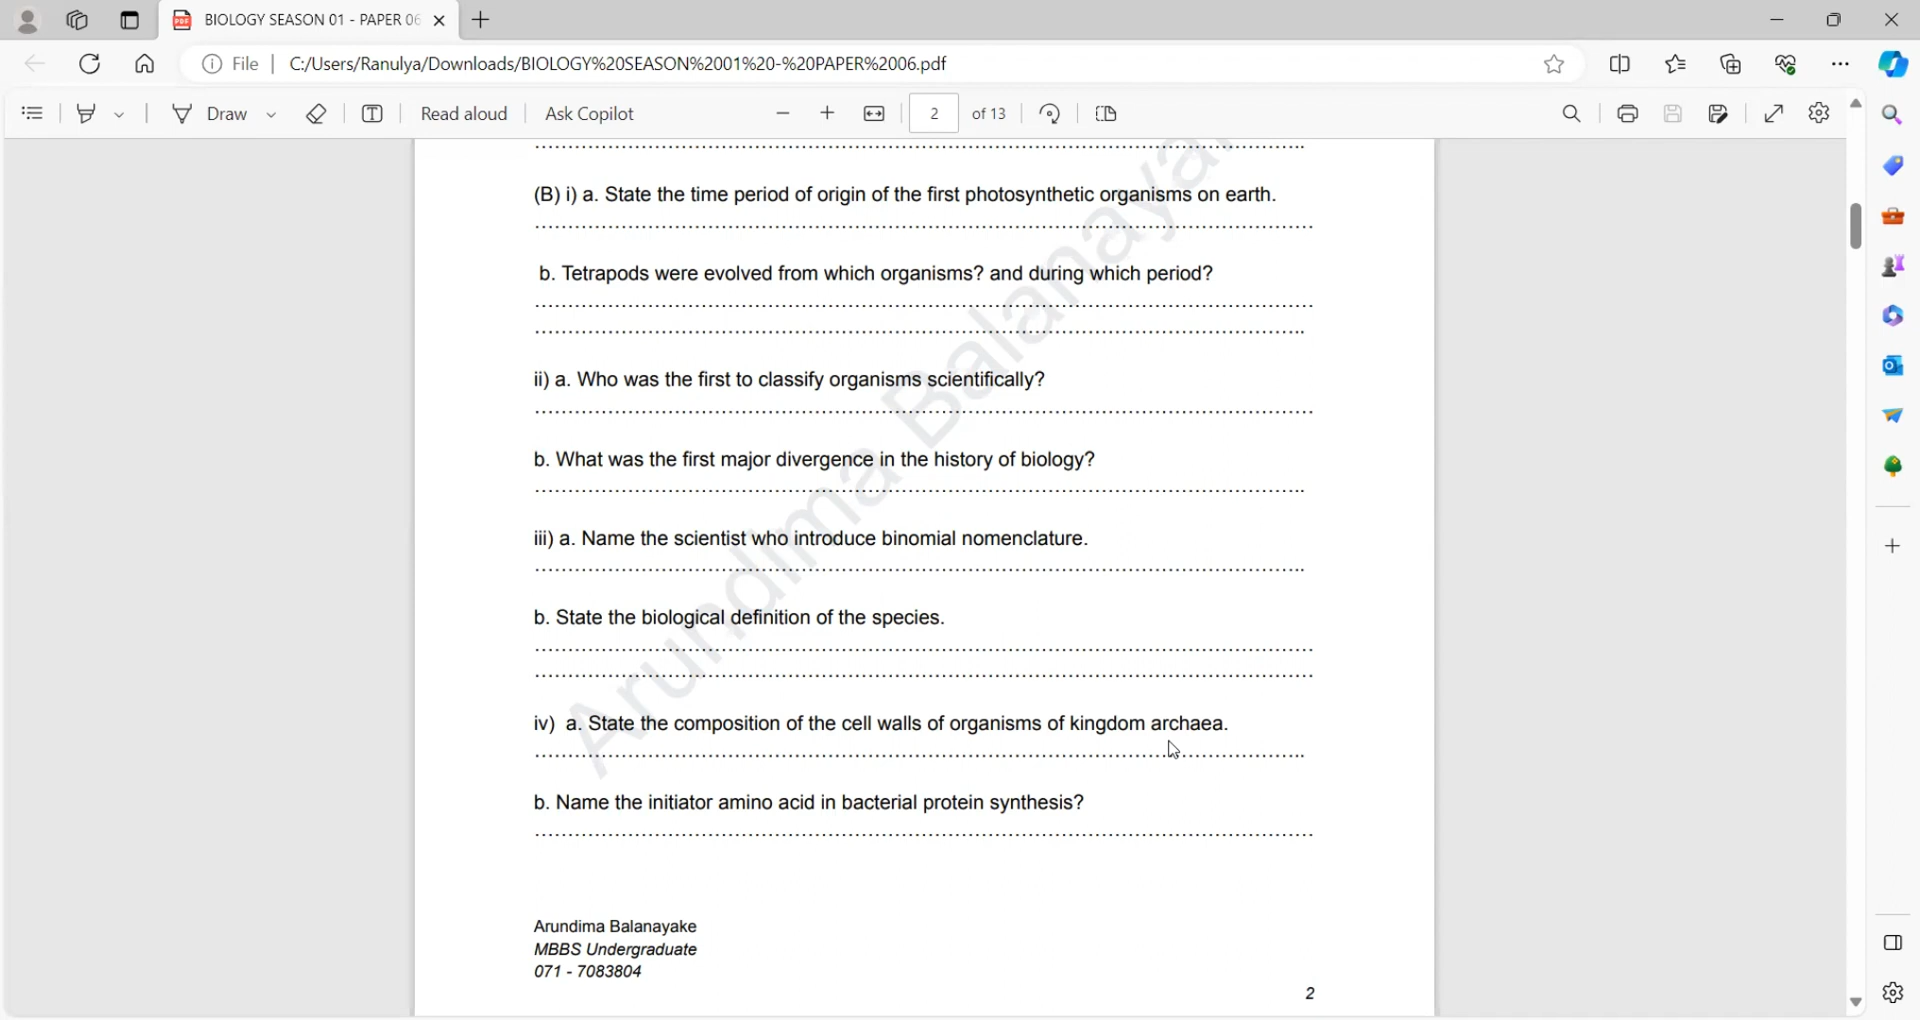 BIOLOGY SEASON 01 - PAPER 06
File C:/Users/Ranulya/Downloads/BIOLOGY%20SEASON%2001%20-%20PAPER%2006.pdf
Draw Read aloud Ask Copilot 2 of 13
(B) i) a. State the time period of origin of the first photosynthetic organisms on earth.
b. Tetrapods were evolved from which organisms? and during which period?
ii) a. Who was the first to classify organisms scientifically?
b. What was the first major divergence in the history of biology?
iii) a. Name the scientist who introduce binomial nomenclature.
b. State the biological definition of the species.
iv) a. State the composition of the cell walls of organisms of kingdom archaea.
b. Name the initiator amino acid in bacterial protein synthesis?
Arundima Balanayak
Arundima Balanayake
MBBS Undergraduate
071 - 7083804
2